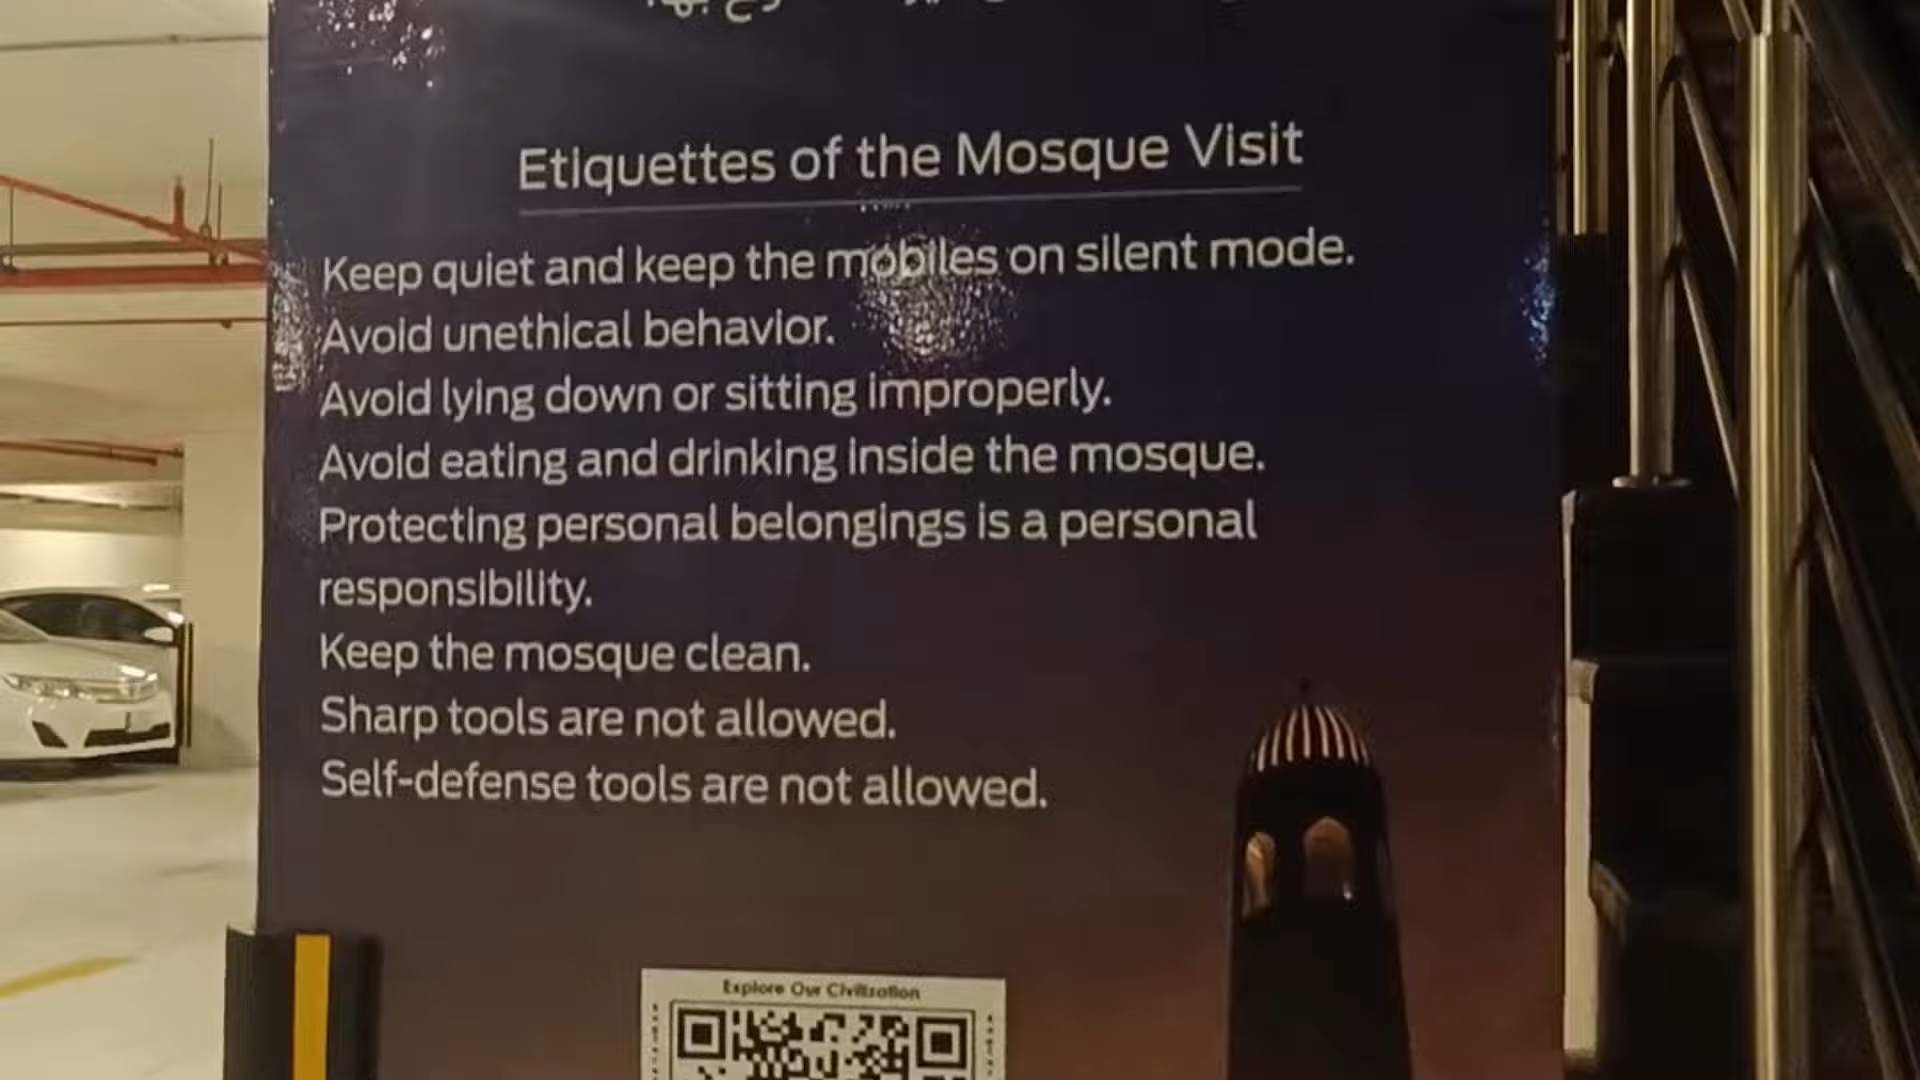 Etiquettes of the Mosque Visit
Keep quiet and keep the mobiles on silent mode.
Avoid unethical behavior.
Avoid lying down or sitting improperly.
Avoid eating and drinking inside the mosque.
Protecting personal belongings is a personal
responsibility.
Keep the mosque clean.
Sharp tools are not allowed.
Self-defense tools are not allowed.
Explore Our Civilization